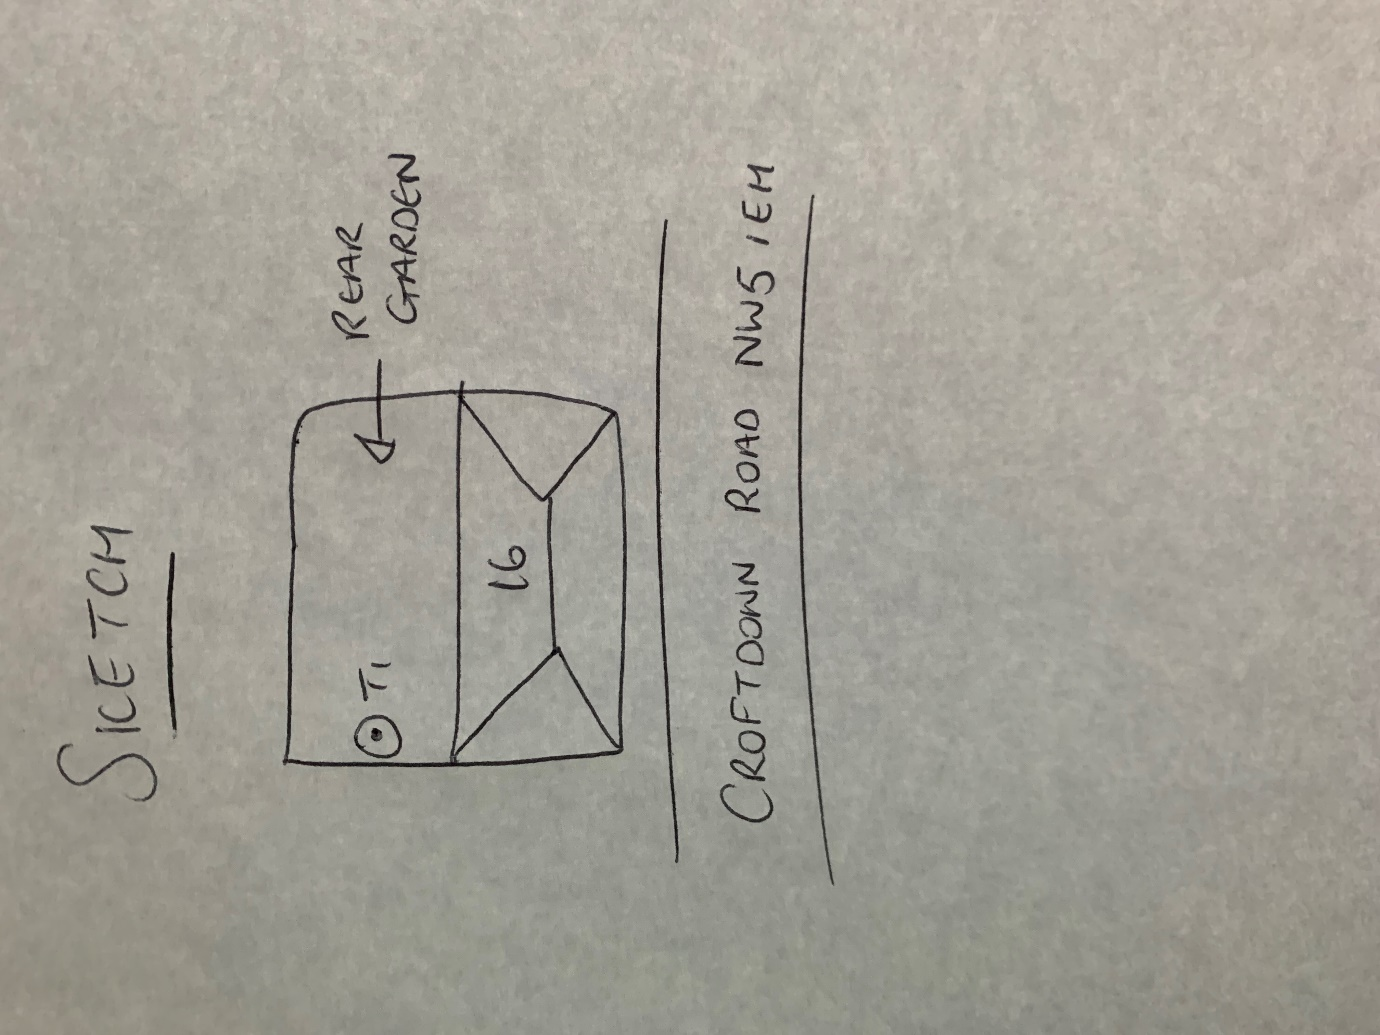 SKETCH
REAR
GARDEN
T1
16
CROFTDOWN ROAD NW5 1EH